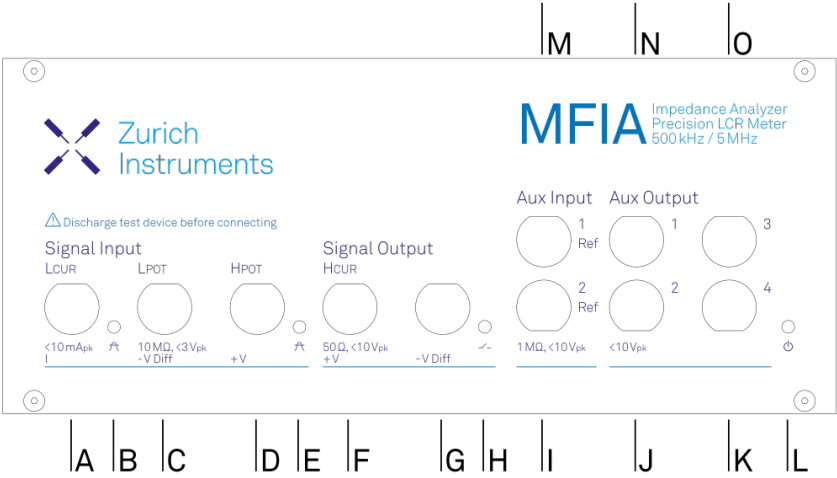 M N O
Zurich
Instruments
MFIA
Impedance Analyzer
Precision LCR Meter
500 kHz / 5 MHz
Discharge test device before connecting
Signal Input
LCUR LPOT HPOT
<10 mApk
I
10 MΩ, <3 Vpk
-V Diff
+V
Signal Output
HCUR
50 Ω, <10 Vpk
+V
-V Diff
Aux Input
1
Ref
2
Ref
1 MΩ, <10 Vpk
Aux Output
1 3
2 4
<10 Vpk
A B C D E F G H I J K L